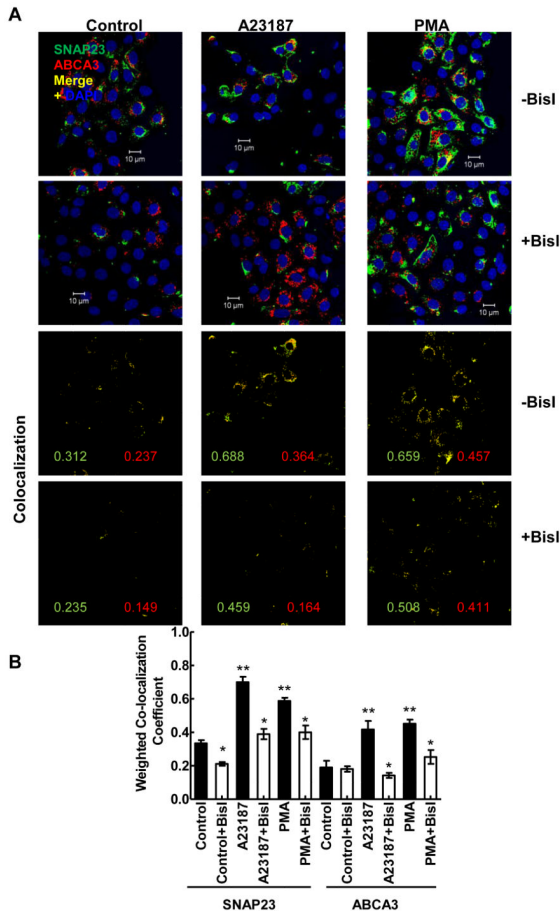 A
Control A23187 PMA
SNAP23
ABCA3
Merge
+ DAPI
10 µm 10 µm 10 µm
-BisI
10 µm 10 µm 10 µm
+BisI
Colocalization
-BisI
0.312 0.237 0.688 0.364 0.659 0.457
+BisI
0.235 0.149 0.459 0.164 0.508 0.411
B
Weighted Co-localization
Coefficient
1.0
0.8
0.6
0.4
0.2
0.0
* ** * ** * ** * ** *
Control
Control+BisI
A23187
A23187+BisI
PMA
PMA+BisI
Control
Control+BisI
A23187
A23187+BisI
PMA
PMA+BisI
SNAP23 ABCA3